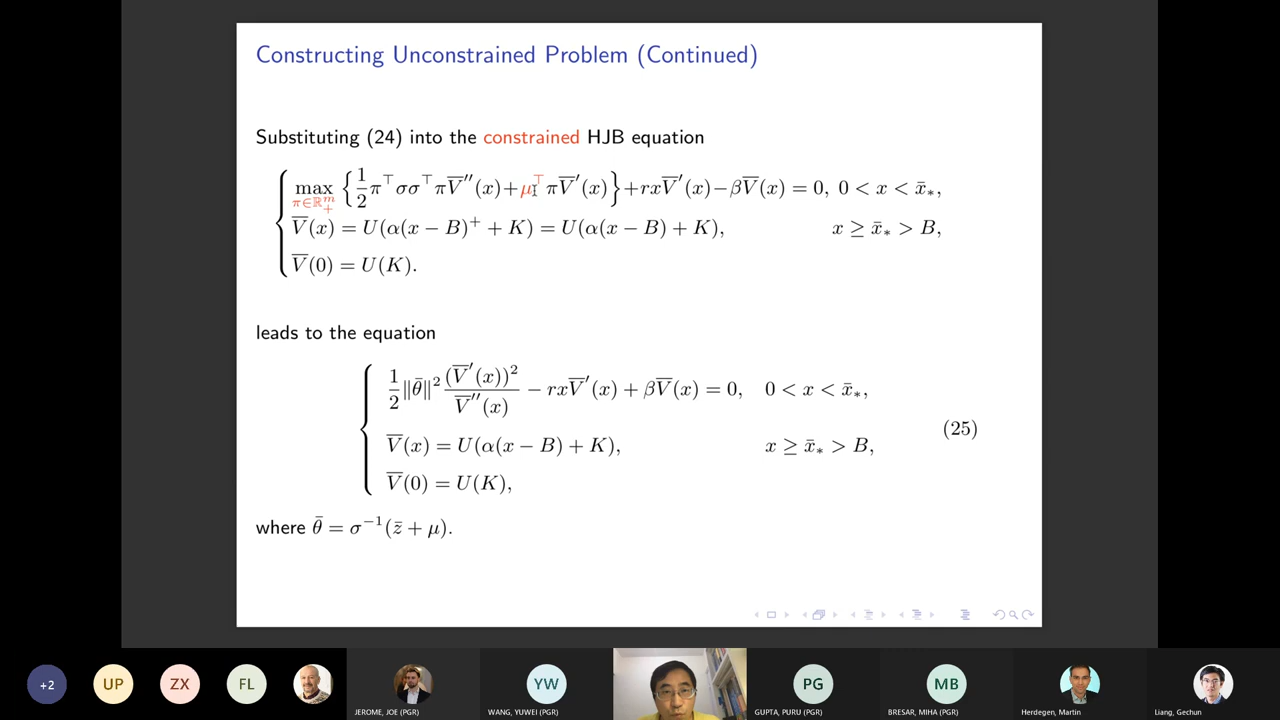 Constructing Unconstrained Problem (Continued)
Substituting (24) into the constrained HJB equation
max_{π∈ℝ₊ᵐ} { 1/2 π^⊤ σσ^⊤ π V̅''(x) + μ^⊤ π V̅'(x) } + rxV̅'(x) − βV̅(x) = 0, 0 < x < x̄_*,
V̅(x) = U(α(x − B)⁺ + K) = U(α(x − B) + K), x ≥ x̄_* > B,
V̅(0) = U(K).
leads to the equation
1/2 ‖θ̄‖² (V̅'(x))² / V̅''(x) − rxV̅'(x) + βV̅(x) = 0, 0 < x < x̄_*,
V̅(x) = U(α(x − B) + K), x ≥ x̄_* > B, (25)
V̅(0) = U(K),
where θ̄ = σ⁻¹(z̄ + μ).
+2 UP ZX FL YW PG MB
JEROME, JOE (PGR) WANG, YUWEI (PGR) GUPTA, PURU (PGR) BRESAR, MIHA (PGR) Herdegen, Martin Liang, Gechun